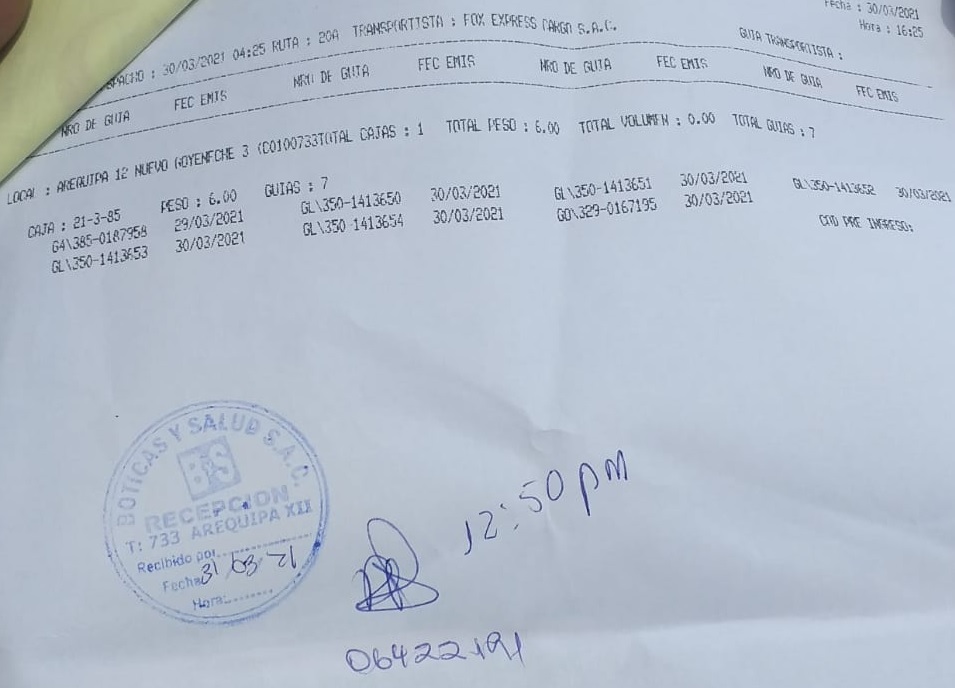 Fecha : 30/03/2021
Hora : 16:25
SPACHO : 30/03/2021 04:25 RUTA : 20A TRANSPORTISTA : FOX EXPRESS CARGO S.A.C.
GUIA TRANSPORTISTA :
NRO DE GUIA FEC EMIS NRO DE GUIA FEC EMIS NRO DE GUIA FEC EMIS NRO DE GUIA FEC EMIS
LOCAL : AREQUIPA 12 NUEVO GOYENECHE 3 (C0100733TOTAL CAJAS : 1 TOTAL PESO : 6.00 TOTAL VOLUMEN : 0.00 TOTAL GUIAS : 7
CAJA : 21-3-85 PESO : 6.00 GUIAS : 7
G4\385-0187958 29/03/2021 GL\350-1413650 30/03/2021 GL\350-1413651 30/03/2021 GL\350-1413652 30/03/2021
GL\350-1413653 30/03/2021 GL\350-1413654 30/03/2021 GO\329-0167195 30/03/2021
PRE INGRESO:
BOTICAS Y SALUD S.A.C.
BS
RECEPCION
T: 733 AREQUIPA XII
Recibido por
Fecha 31 03 21
Hora:
12:50 pm
06422191